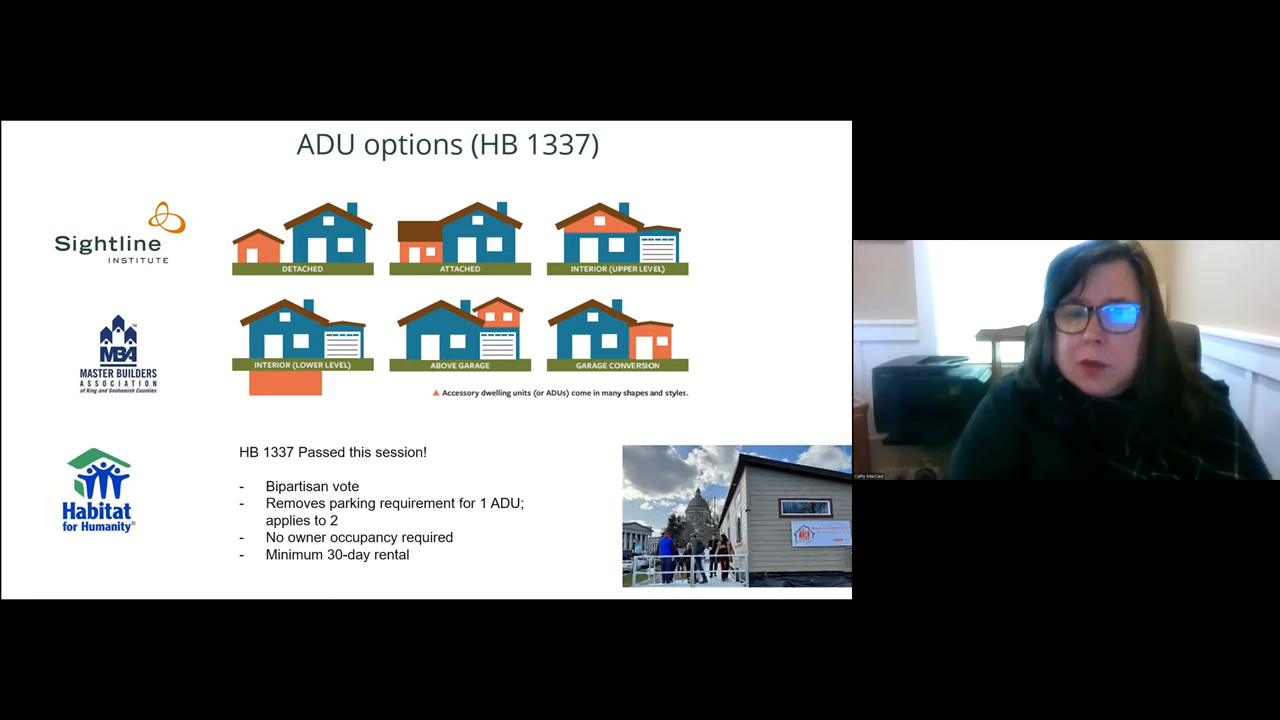 ADU options (HB 1337)
Sightline
INSTITUTE
DETACHED
ATTACHED
INTERIOR (UPPER LEVEL)
MBA
MASTER BUILDERS
ASSOCIATION
of King and Snohomish Counties
INTERIOR (LOWER LEVEL)
ABOVE GARAGE
GARAGE CONVERSION
Accessory dwelling units (or ADUs) come in many shapes and styles.
Habitat
for Humanity®
HB 1337 Passed this session!
- Bipartisan vote
- Removes parking requirement for 1 ADU;
applies to 2
- No owner occupancy required
- Minimum 30-day rental
Cathy MacCaul